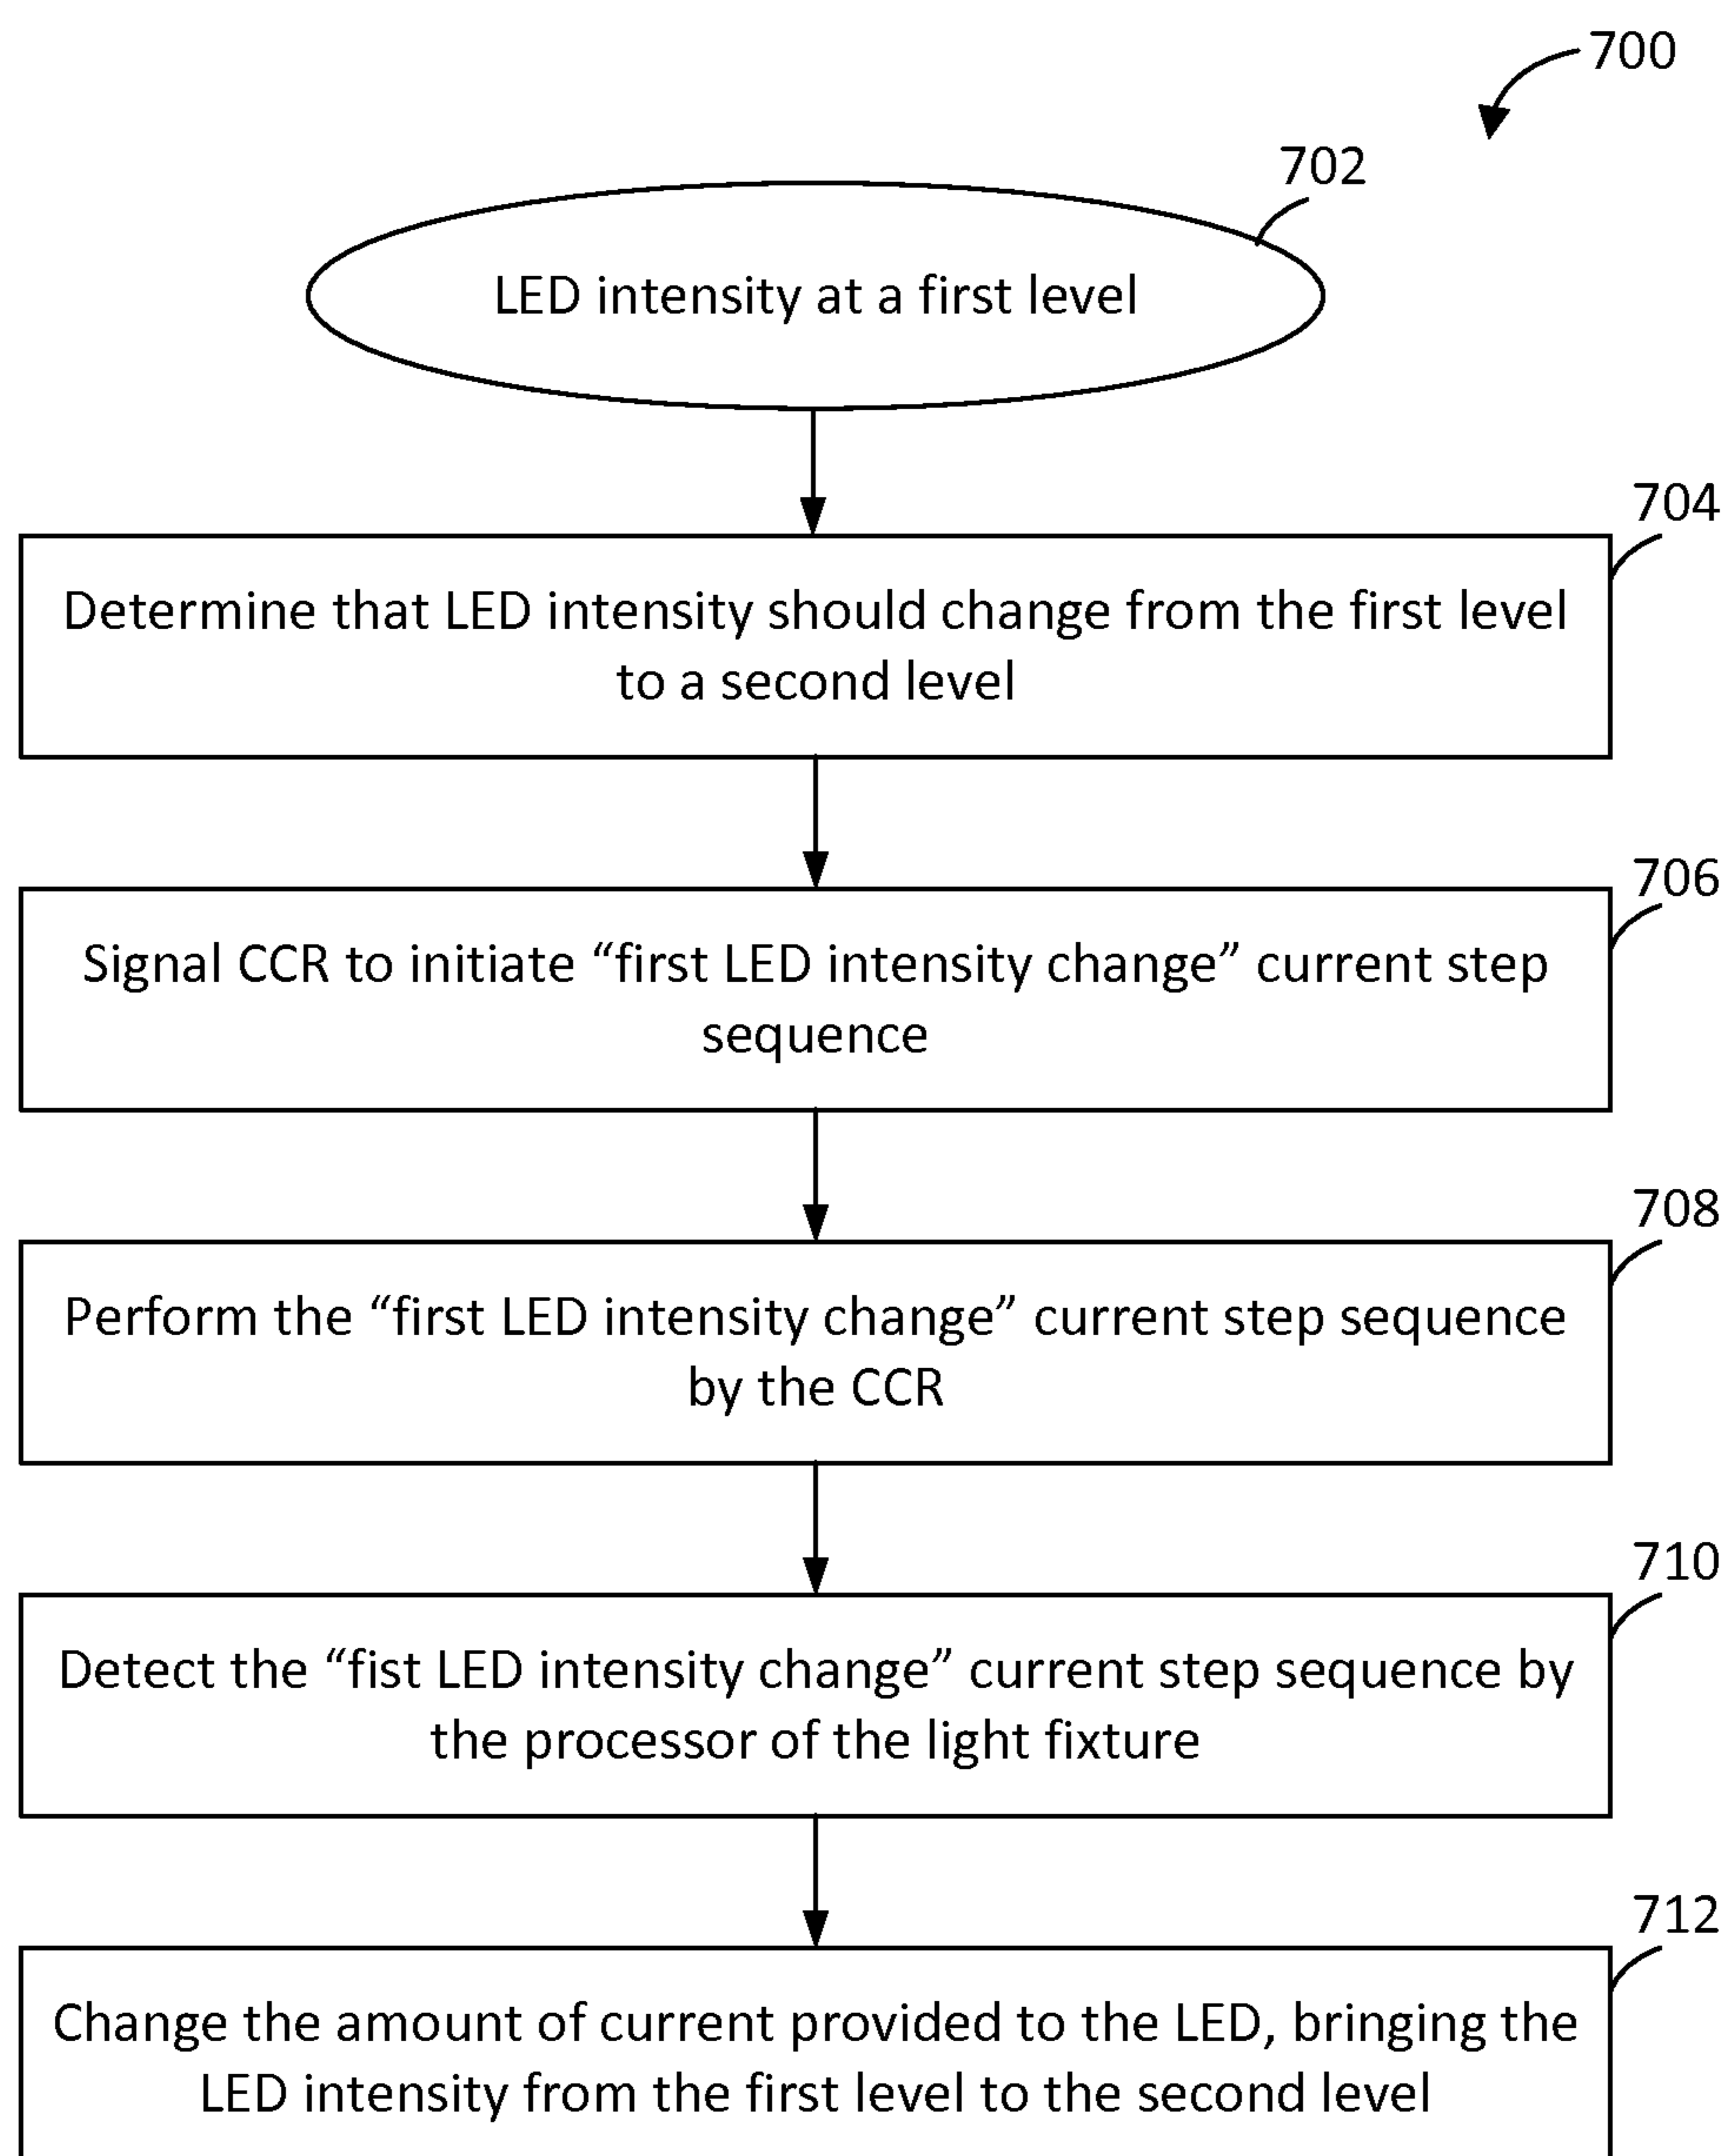 700
702
LED intensity at a first level
704
Determine that LED intensity should change from the first level
to a second level
706
Signal CCR to initiate “first LED intensity change” current step
sequence
708
Perform the “first LED intensity change” current step sequence
by the CCR
710
Detect the “fist LED intensity change” current step sequence by
the processor of the light fixture
712
Change the amount of current provided to the LED, bringing the
LED intensity from the first level to the second level